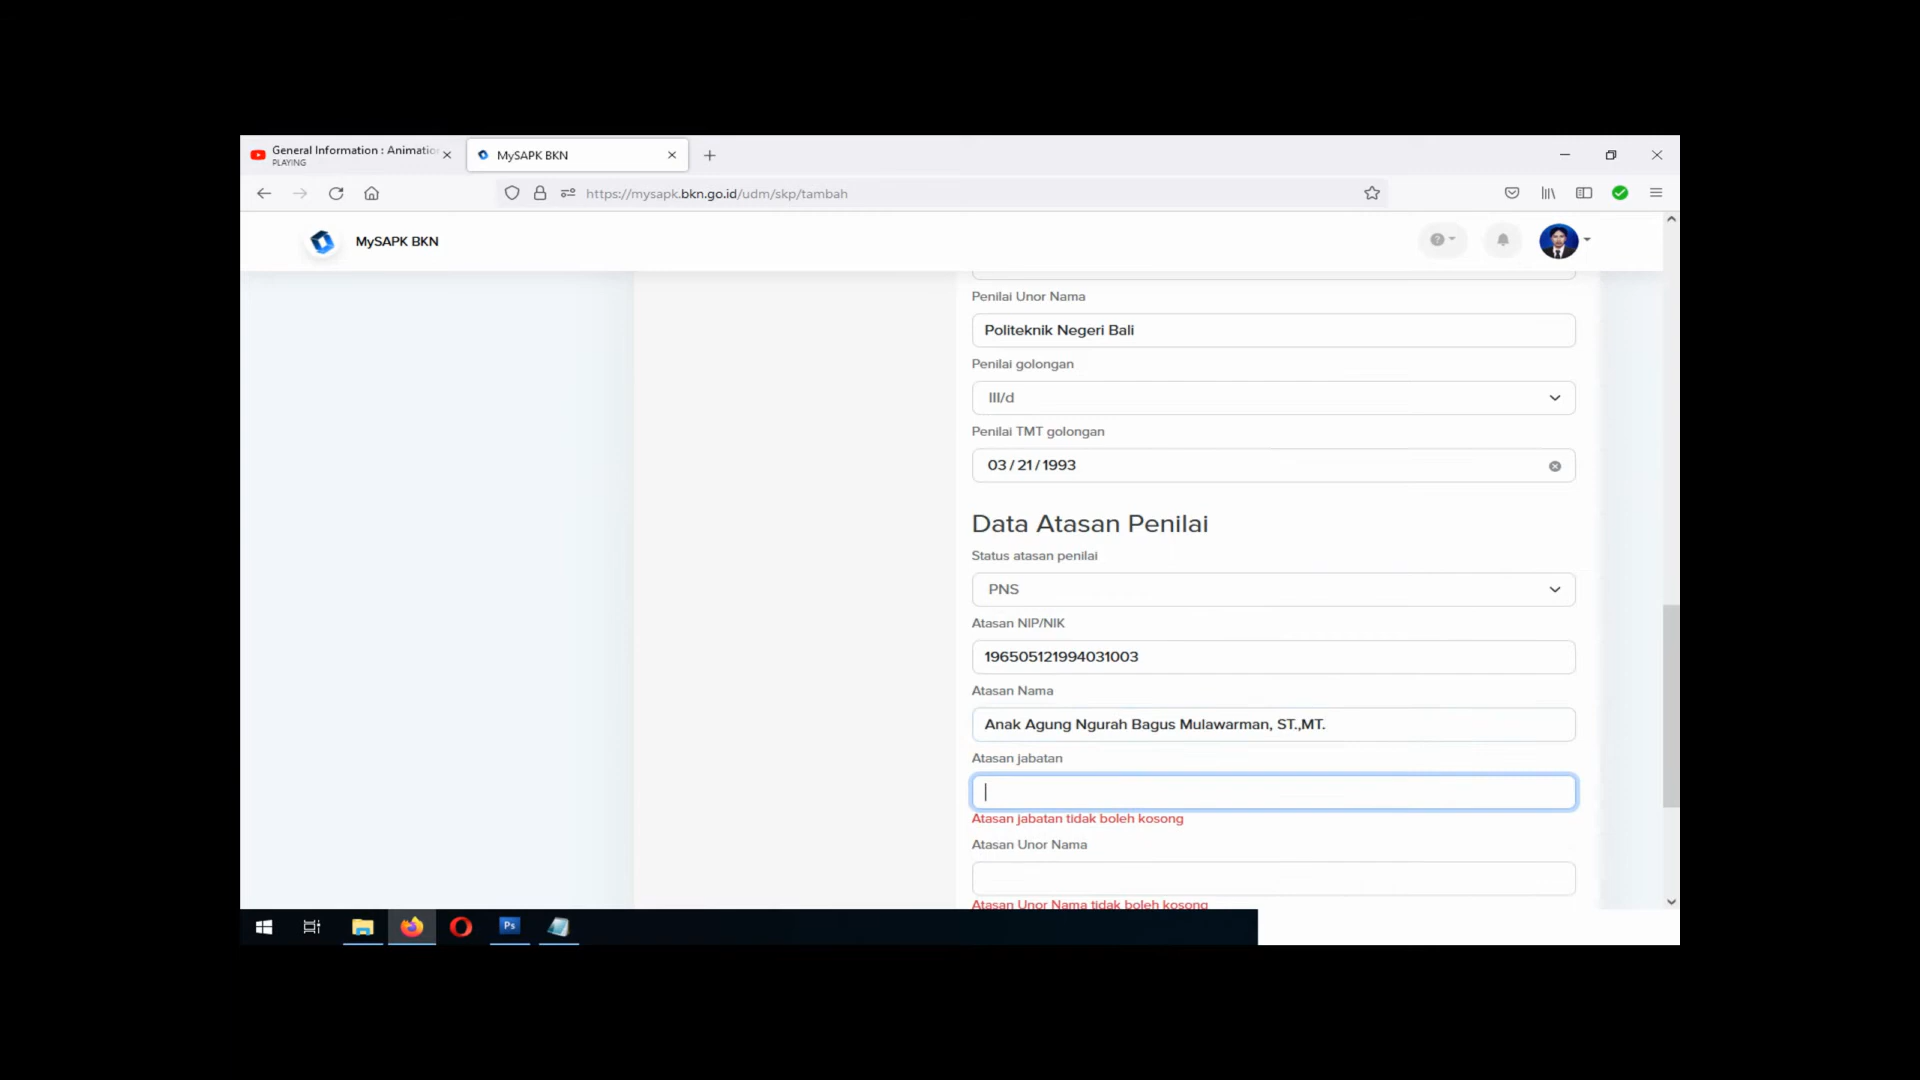 General Information : Animatio
PLAYING
MySAPK BKN
https://mysapk.bkn.go.id/udm/skp/tambah
MySAPK BKN
Penilai Unor Nama
Politeknik Negeri Bali
Penilai golongan
III/d
Penilai TMT golongan
03 / 21 / 1993
Data Atasan Penilai
Status atasan penilai
PNS
Atasan NIP/NIK
196505121994031003
Atasan Nama
Anak Agung Ngurah Bagus Mulawarman, ST.,MT.
Atasan jabatan
Atasan jabatan tidak boleh kosong
Atasan Unor Nama
Atasan Unor Nama tidak boleh kosong
Ps